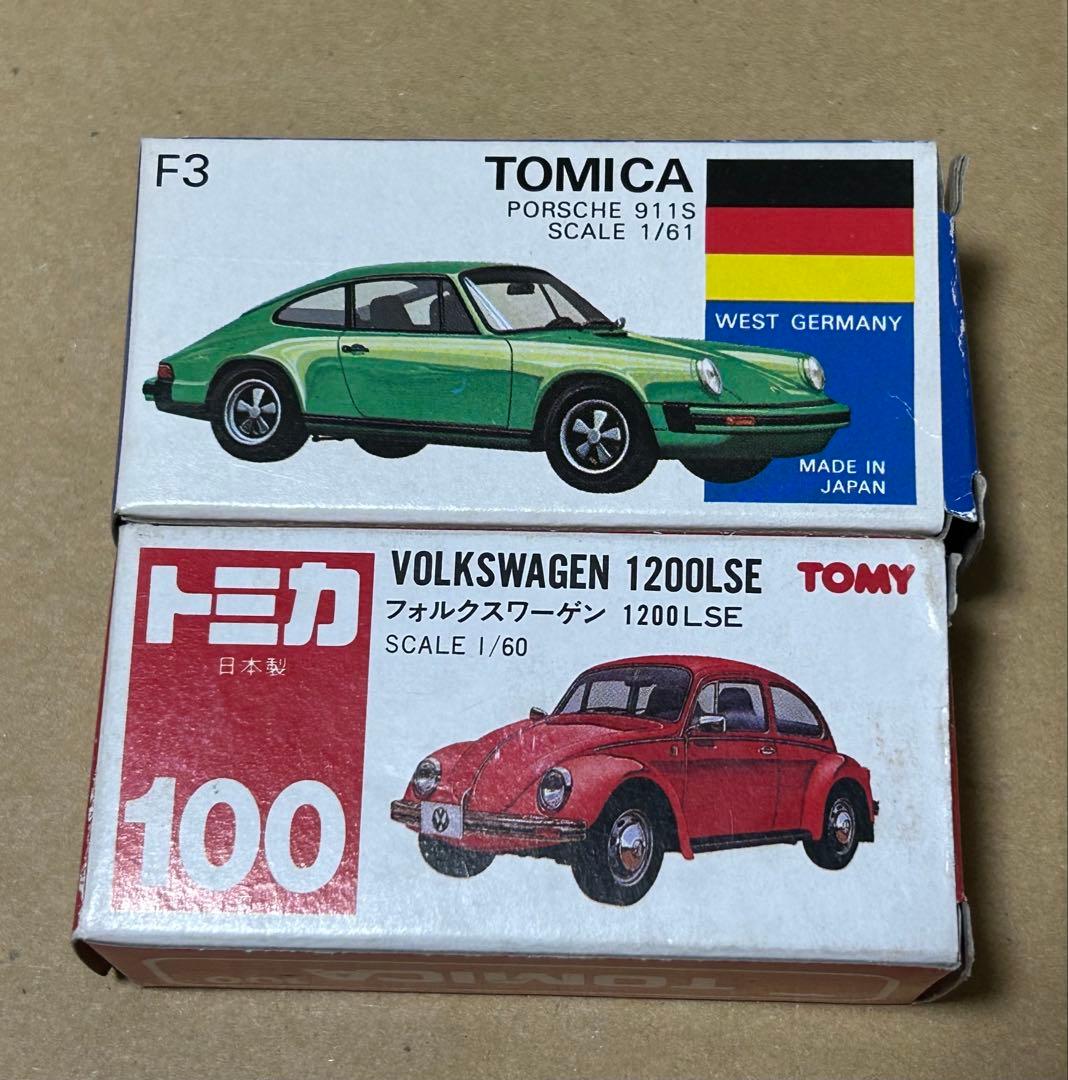 F3
TOMICA
PORSCHE 911S
SCALE 1/61
WEST GERMANY
MADE IN
JAPAN
トミカ
日本製
100
VOLKSWAGEN 1200LSE
フォルクスワーゲン 1200LSE
SCALE 1/60
TOMY
TOMICA